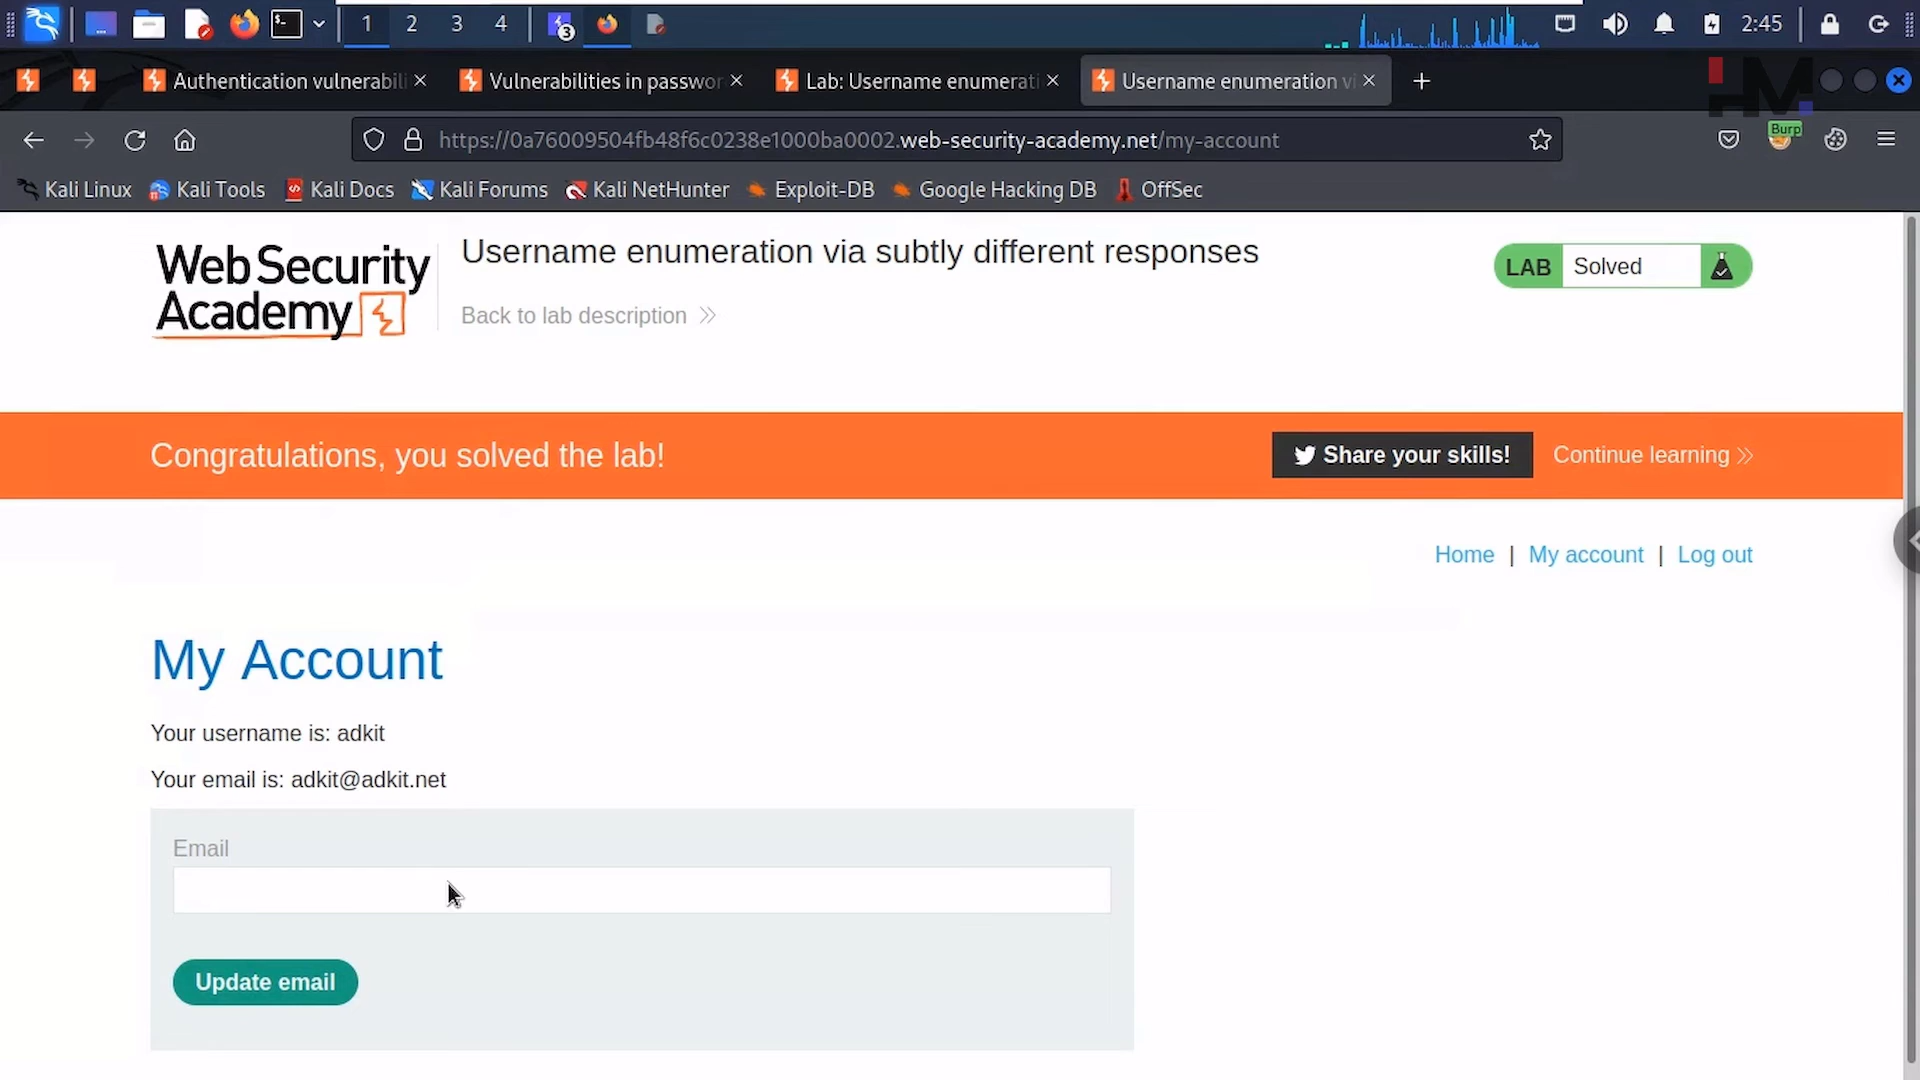 1 2 3 4 3 2:45
Authentication vulnerabili Vulnerabilities in passwor Lab: Username enumerati Username enumeration vi
HM
https://0a76009504fb48f6c0238e1000ba0002.web-security-academy.net/my-account
Burp
Kali Linux Kali Tools Kali Docs Kali Forums Kali NetHunter Exploit-DB Google Hacking DB OffSec
Web Security
Academy
Username enumeration via subtly different responses
Back to lab description
LAB Solved
Congratulations, you solved the lab!
Share your skills!
Continue learning
Home | My account | Log out
My Account
Your username is: adkit
Your email is: adkit@adkit.net
Email
Update email